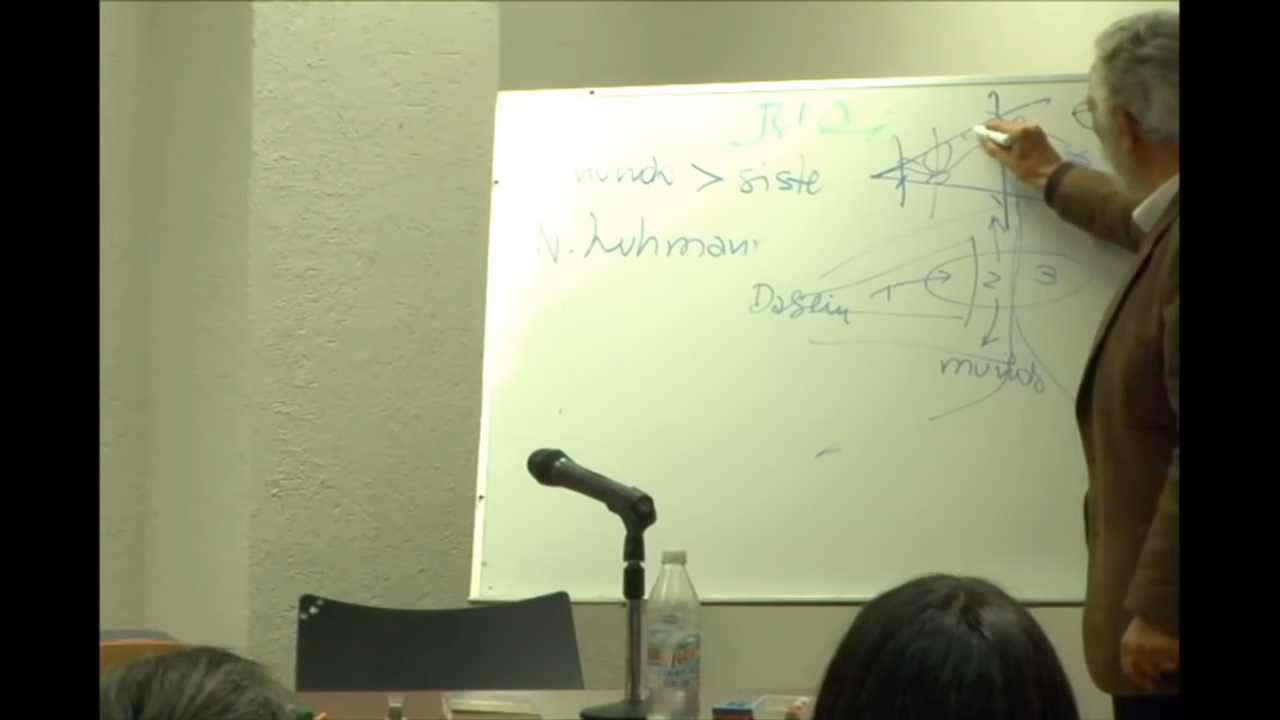 mundo > siste
N. Luhman
Dasein 1 2 3
mundo